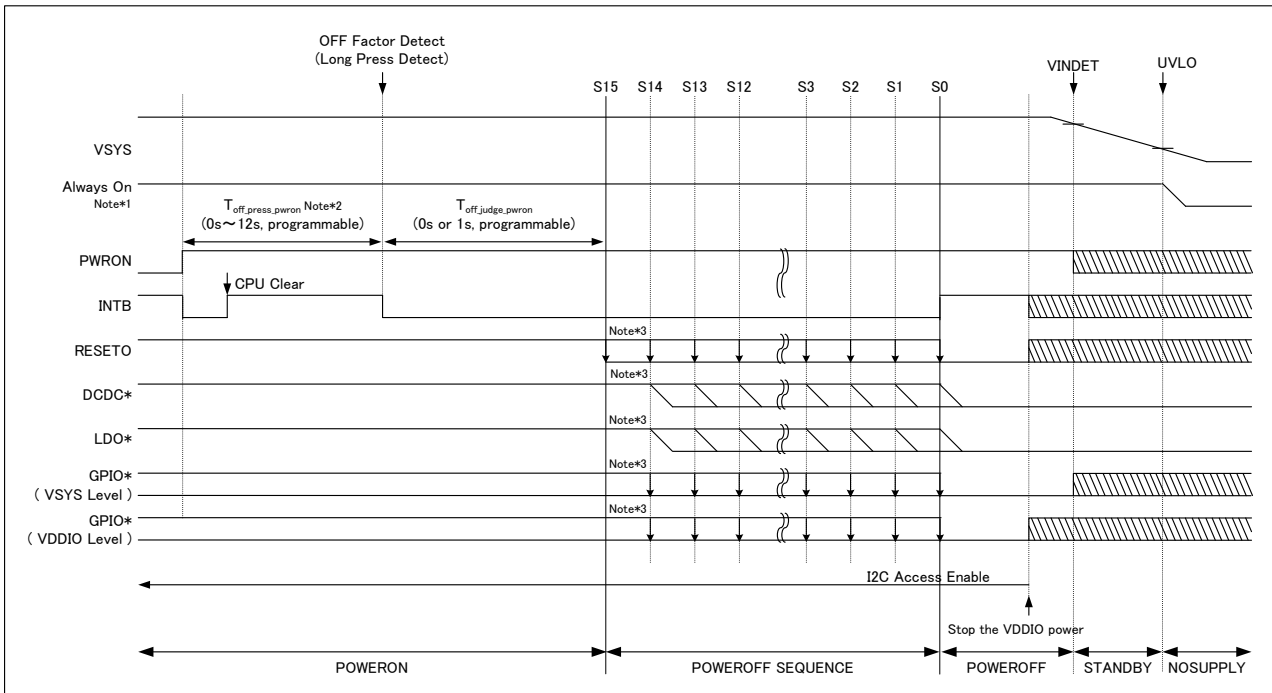 OFF Factor Detect
(Long Press Detect)
VINDET
UVLO
S15 S14 S13 S12 S3 S2 S1 S0
VSYS
Always On
Note*1
Toff_press_pwron Note*2
(0s～12s, programmable)
Toff_judge_pwron
(0s or 1s, programmable)
PWRON
CPU Clear
INTB
Note*3
RESETO
Note*3
DCDC*
Note*3
LDO*
Note*3
GPIO*
( VSYS Level )
Note*3
GPIO*
( VDDIO Level )
I2C Access Enable
Stop the VDDIO power
POWERON POWEROFF SEQUENCE POWEROFF STANDBY NOSUPPLY